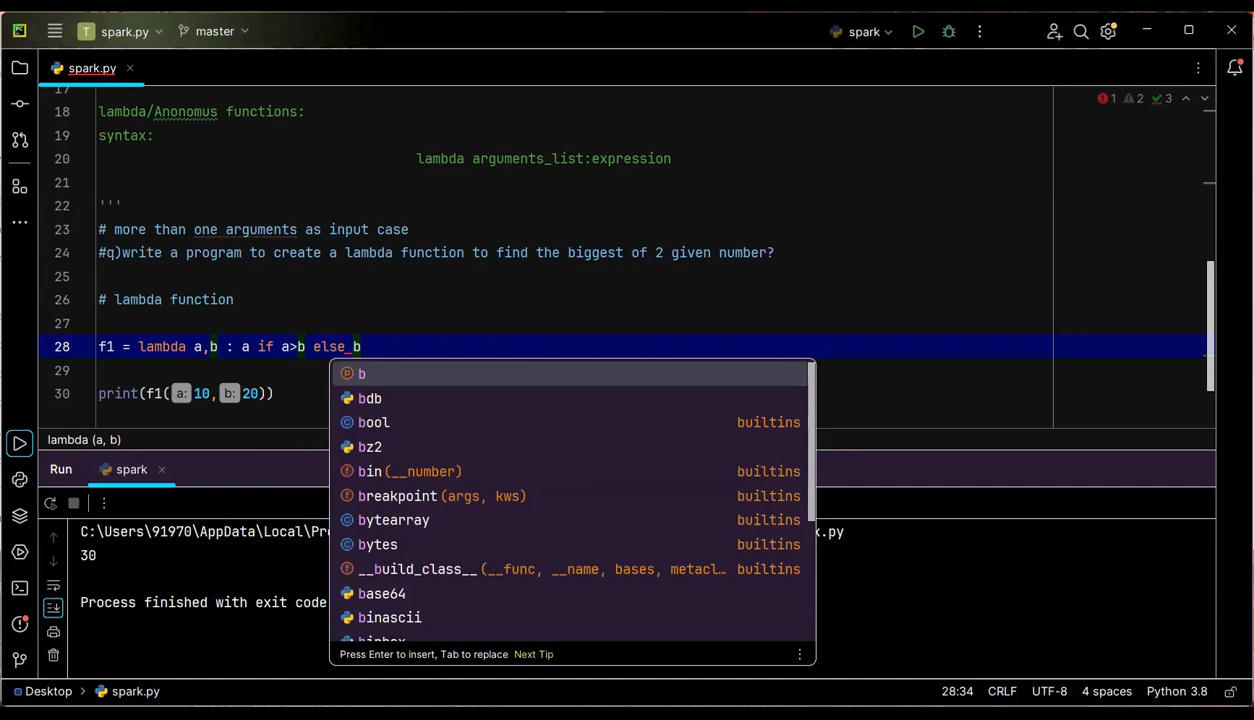 T spark.py master spark
spark.py
17
18 lambda/Anonomus functions:
1 2 3
19 syntax:
20 lambda arguments_list:expression
21
22 '''
23 # more than one arguments as input case
24 #q)write a program to create a lambda function to find the biggest of 2 given number?
25
26 # lambda function
27
28 f1 = lambda a,b : a if a>b else b
29
30 print(f1( a: 10, b: 20))
b
bdb
bool builtins
bz2
bin(__number) builtins
breakpoint(args, kws) builtins
bytearray builtins
bytes builtins
__build_class__(__func, __name, bases, metacl… builtins
base64
binascii
binhex
Press Enter to insert, Tab to replace Next Tip
lambda (a, b)
Run spark
C:\Users\91970\AppData\Local\Pr
k.py
30
Process finished with exit code
Desktop > spark.py 28:34 CRLF UTF-8 4 spaces Python 3.8